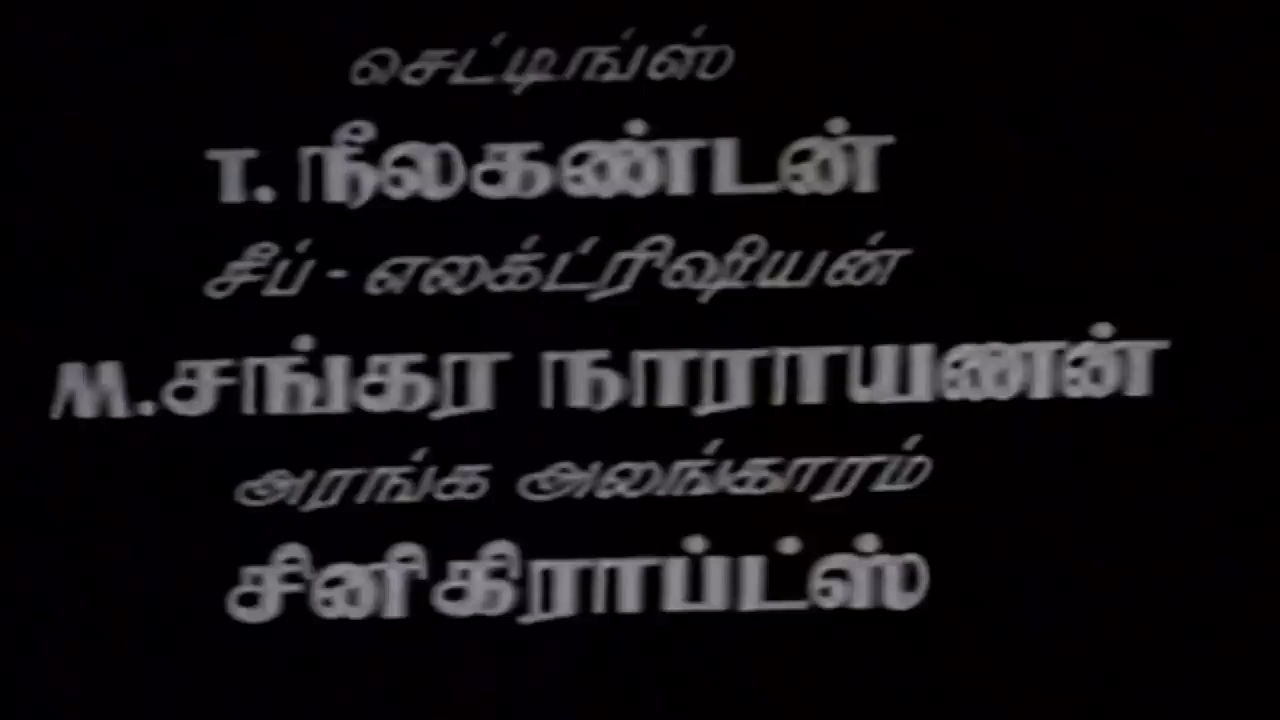 செட்டிங்ஸ்
T. நீலகண்டன்
சீப் - எலக்ட்ரிஷியன்
M.சங்கர நாராயணன்
அரங்க அலங்காரம்
சினிகிராப்ட்ஸ்